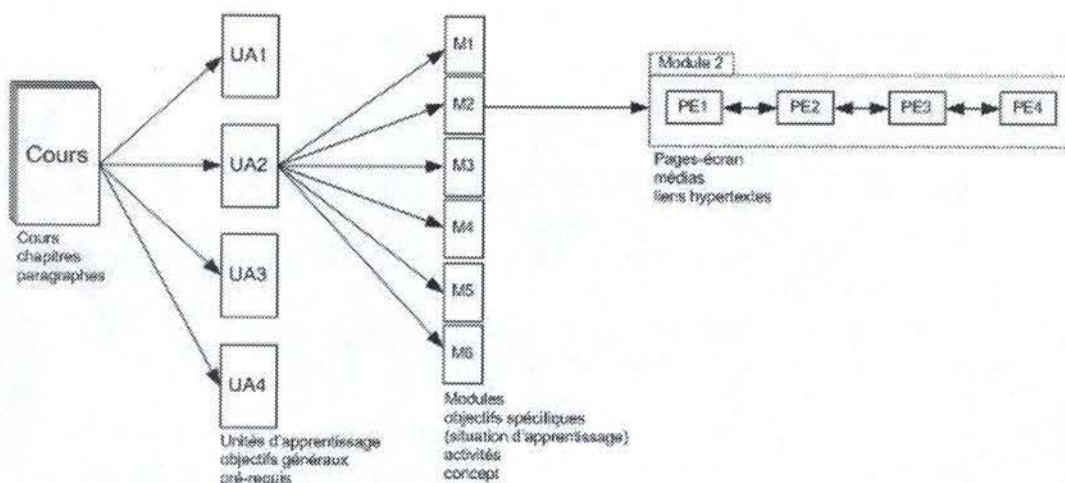 UA1
M1
M2
Module 2
PE1
PE2
PE3
PE4
Cours
UA2
M3
Pages-écran
médias
liens hypertextes
M4
Cours
chapitres
paragraphes
UA3
M5
M6
UA4
Unités d'apprentissage
objectifs généraux
pré-requis
Modules
objectifs spécifiques
(situation d'apprentissage)
activités
concept